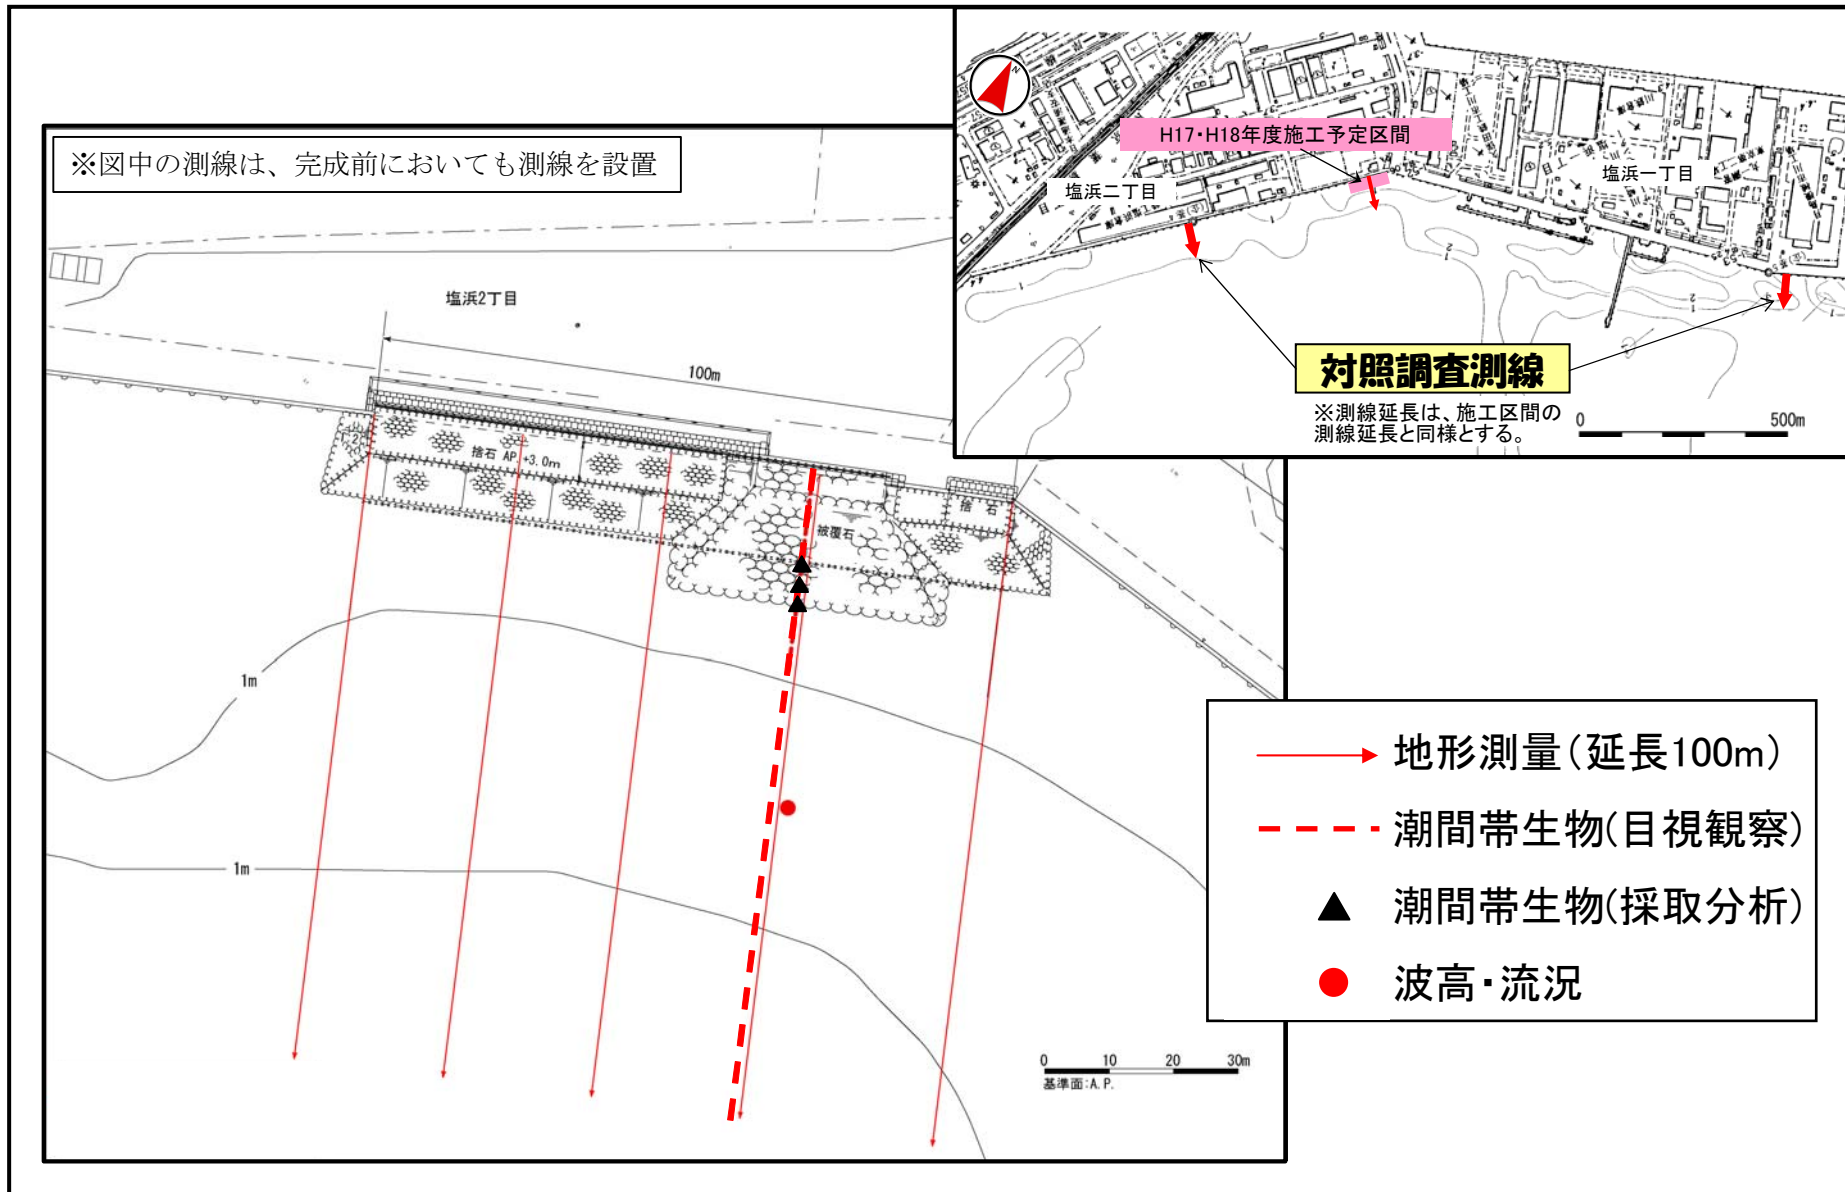 ※図中の測線は、完成前においても測線を設置
塩浜2丁目
100m
捨石 AP.+3.0m
捨 石
被覆石
1m
1m
0 10 20 30m
基準面:A.P.
N
H17・H18年度施工予定区間
塩浜二丁目
塩浜一丁目
対照調査測線
※測線延長は、施工区間の
測線延長と同様とする。
0 500m
地形測量(延長100m)
潮間帯生物(目視観察)
潮間帯生物(採取分析)
波高・流況